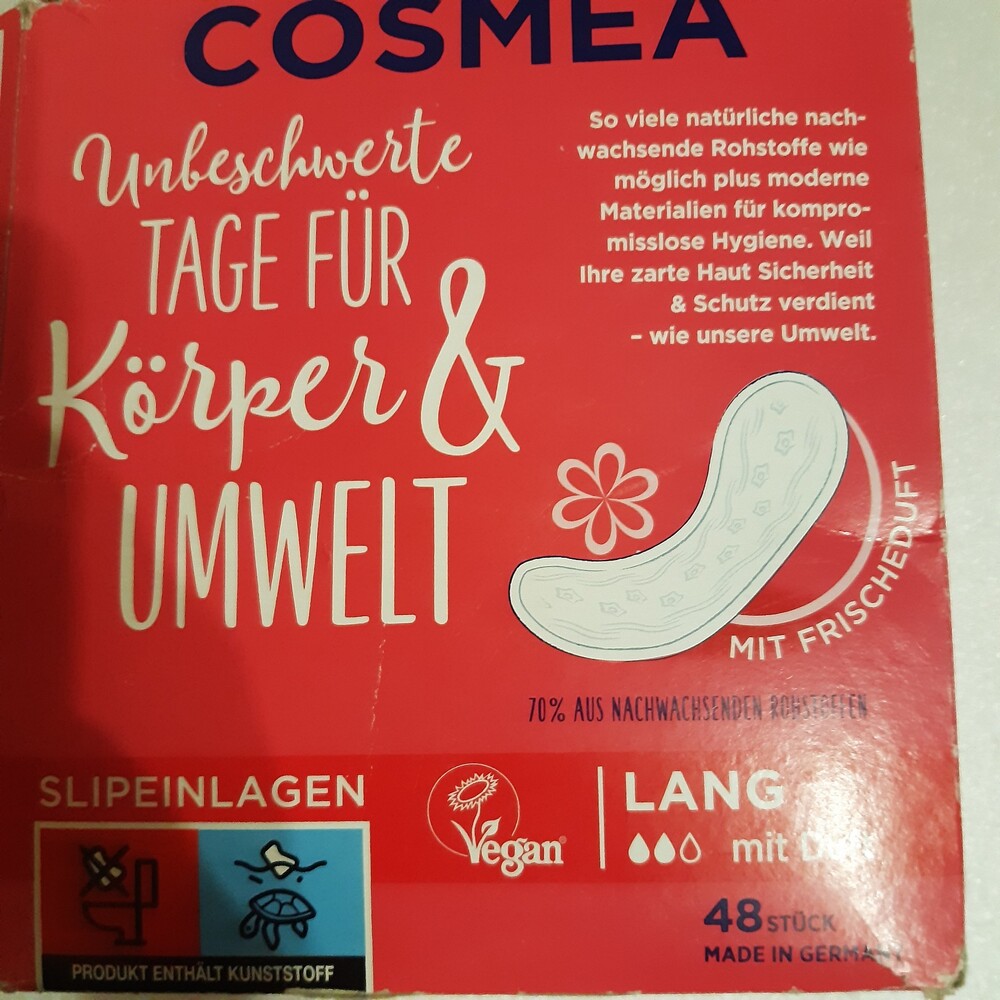 COSMEA
Unbeschwerte
TAGE FÜR
Körper &
UMWELT
So viele natürliche nach-
wachsende Rohstoffe wie
möglich plus moderne
Materialien für kompro-
misslose Hygiene. Weil
Ihre zarte Haut Sicherheit
& Schutz verdient
– wie unsere Umwelt.
MIT FRISCHEDUFT
70% AUS NACHWACHSENDEN ROHSTOFFEN
SLIPEINLAGEN
PRODUKT ENTHÄLT KUNSTSTOFF
Vegan
LANG
mit Duft
48 STÜCK
MADE IN GERMANY